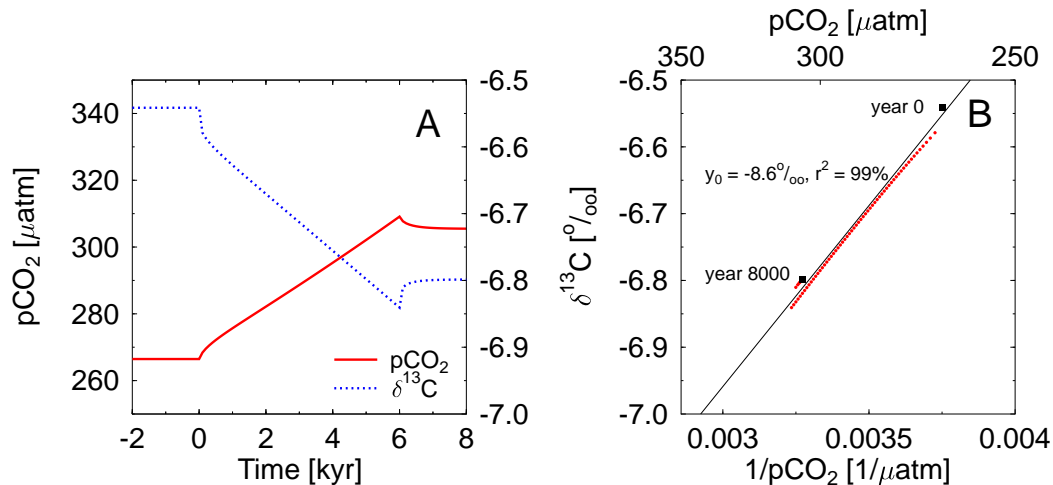 A
pCO₂ [μatm]
340
320
300
280
260
-6.5
-6.6
-6.7
-6.8
-6.9
-7.0
pCO₂
δ¹³C
-2 0 2 4 6 8
Time [kyr]
pCO₂ [μatm]
350 300 250
B
δ¹³C [º/ₒₒ]
-6.5
-6.6
-6.7
-6.8
-6.9
-7.0
year 0
y₀ = -8.6º/ₒₒ, r² = 99%
year 8000
0.003 0.0035 0.004
1/pCO₂ [1/μatm]